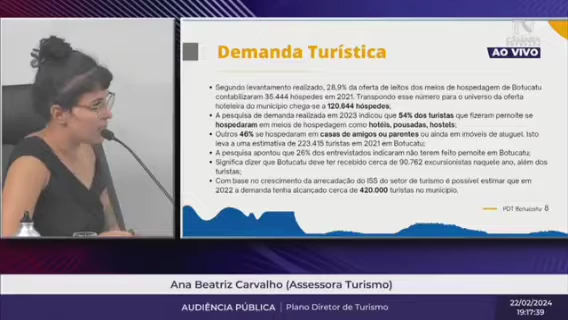 CÂMARA
AO VIVO
Demanda Turística
• Segundo levantamento realizado, 28,9% da oferta de leitos dos meios de hospedagem de Botucatu
contabilizaram 35.444 hóspedes em 2021. Transpondo esse número para o universo da oferta
hoteleira do município chega-se a 120.644 hóspedes;
• A pesquisa de demanda realizada em 2023 indicou que 54% dos turistas que fizeram pernoite se
hospedaram em meios de hospedagem como hotéis, pousadas, hostels;
• Outros 46% se hospedaram em casas de amigos ou parentes ou ainda em imóveis de aluguel. Isto
leva a uma estimativa de 223.415 turistas em 2021 em Botucatu;
• A pesquisa apontou que 26% dos entrevistados indicaram não terem feito pernoite em Botucatu;
• Significa dizer que Botucatu deve ter recebido cerca de 90.762 excursionistas naquele ano, além dos
turistas;
• Com base no crescimento da arrecadação do ISS do setor de turismo é possível estimar que em
2022 a demanda tenha alcançado cerca de 420.000 turistas no município.
PDT Botucatu 8
Ana Beatriz Carvalho (Assessora Turismo)
AUDIÊNCIA PÚBLICA | Plano Diretor de Turismo
22/02/2024
19:17:39